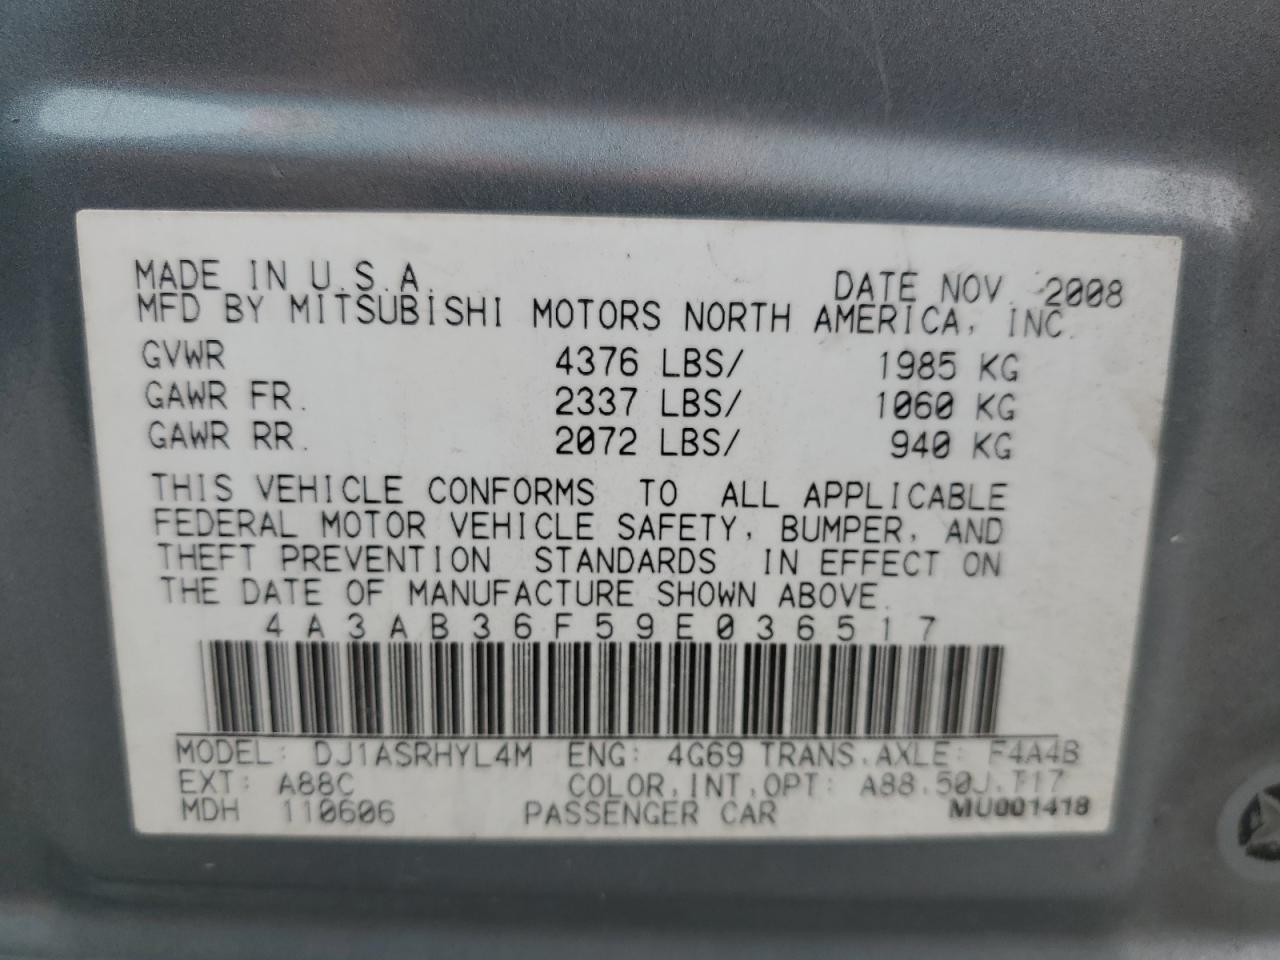 MADE IN U.S.A. DATE NOV. 2008
MFD BY MITSUBISHI MOTORS NORTH AMERICA, INC.
GVWR 4376 LBS/ 1985 KG
GAWR FR. 2337 LBS/ 1060 KG
GAWR RR. 2072 LBS/ 940 KG
THIS VEHICLE CONFORMS TO ALL APPLICABLE
FEDERAL MOTOR VEHICLE SAFETY, BUMPER, AND
THEFT PREVENTION STANDARDS IN EFFECT ON
THE DATE OF MANUFACTURE SHOWN ABOVE.
4A3AB36F59E036517
MODEL: DJ1ASRHYL4M ENG: 4G69 TRANS.AXLE: F4A4B
EXT: A88C COLOR,INT,OPT: A88.50J.T17
MDH 110606 PASSENGER CAR MU001418